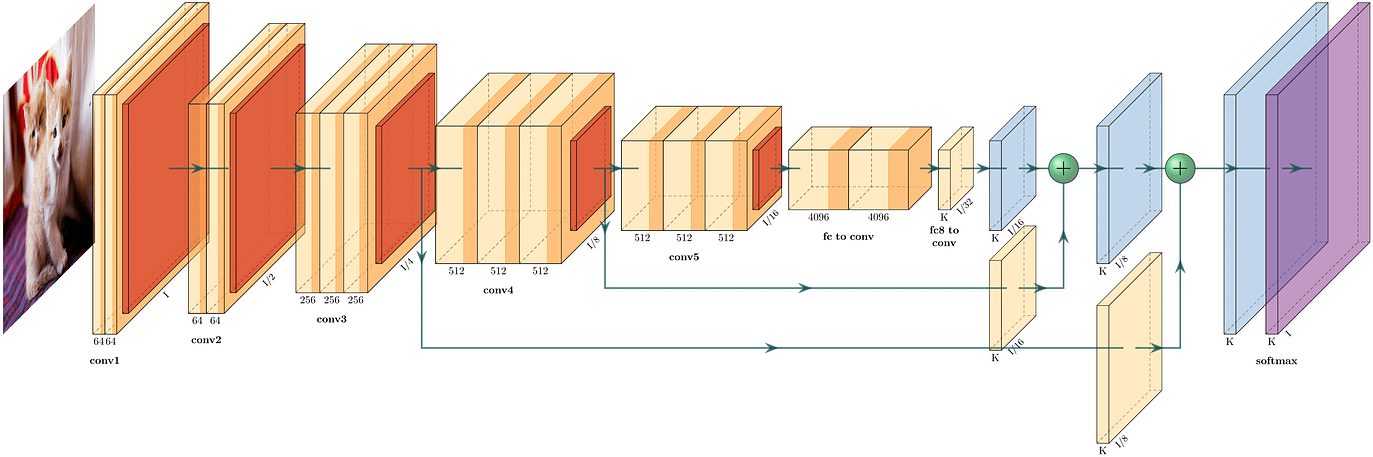 64 64
I
conv1
64 64
1/2
conv2
256 256 256
1/4
conv3
512 512 512
1/8
conv4
512 512 512
1/16
conv5
4096 4096
fc to conv
K
1/32
fc8 to
conv
K
1/16
K
1/16
K
1/8
K
1/8
K
K
I
softmax